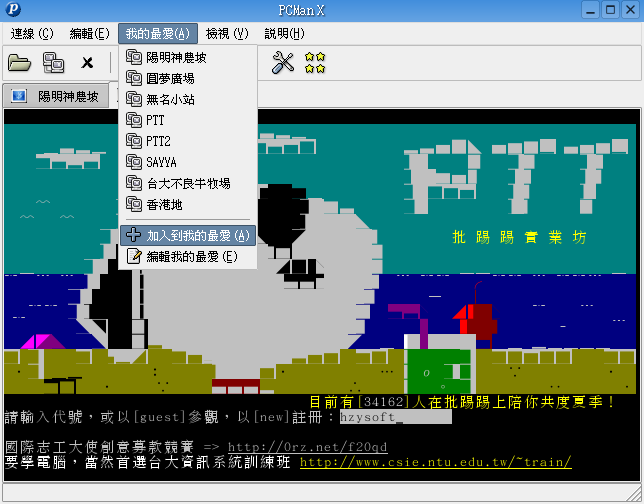 PCMan X
連線 (C) 編輯(E) 我的最愛(A) 檢視 (V) 說明(H)
陽明神農坡
陽明神農坡
圓夢廣場
無名小站
PTT
PTT2
SAYYA
台大不良牛牧場
香港地
加入到我的最愛 (A)
編輯我的最愛 (E)
PTT
批踢踢實業坊
目前有[34162]人在批踢踢上陪你共度夏季！
請輸入代號，或以[guest]參觀，以[new]註冊：hzysoft_
國際志工大使創意募款競賽 => http://0rz.net/f20qd
要學電腦，當然首選台大資訊系統訓練班 http://www.csie.ntu.edu.tw/~train/